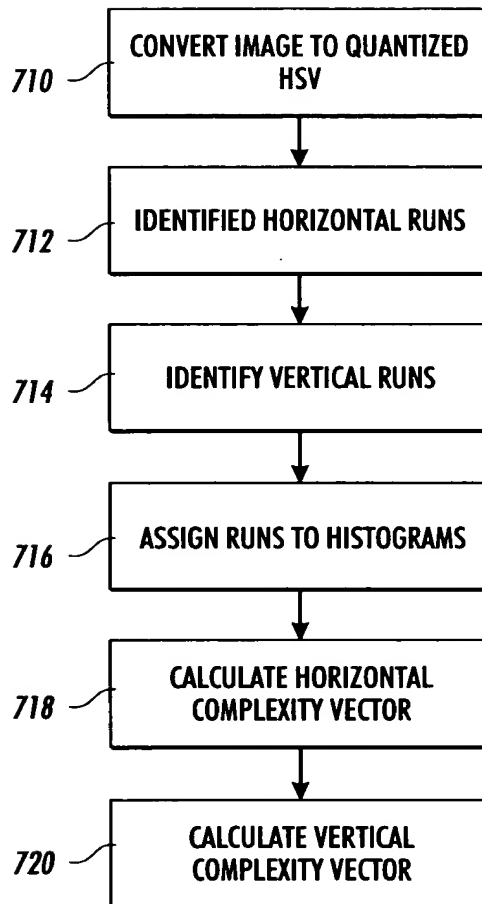 710
CONVERT IMAGE TO QUANTIZED
HSV
712
IDENTIFIED HORIZONTAL RUNS
714
IDENTIFY VERTICAL RUNS
716
ASSIGN RUNS TO HISTOGRAMS
718
CALCULATE HORIZONTAL
COMPLEXITY VECTOR
720
CALCULATE VERTICAL
COMPLEXITY VECTOR